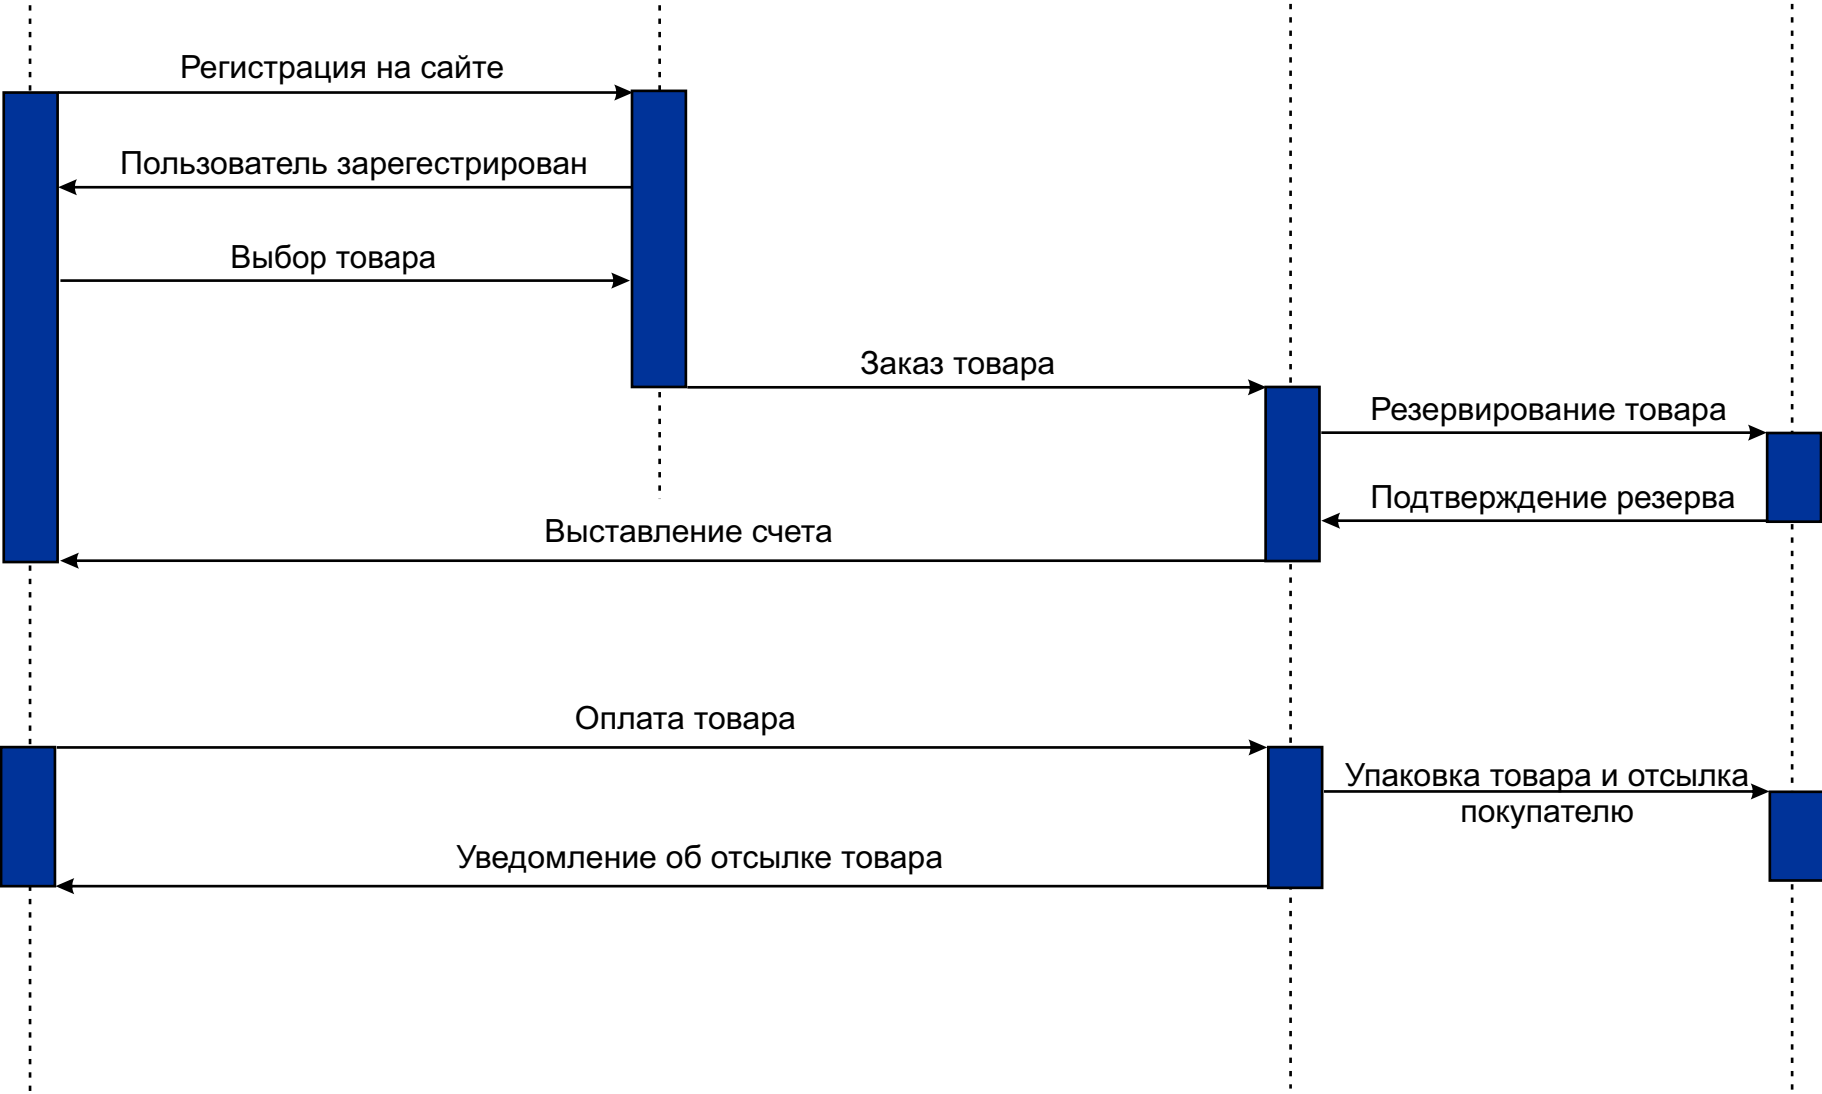 Регистрация на сайте
Пользователь зарегестрирован
Выбор товара
Заказ товара
Резервирование товара
Подтверждение резерва
Выставление счета
Оплата товара
Упаковка товара и отсылка
покупателю
Уведомление об отсылке товара